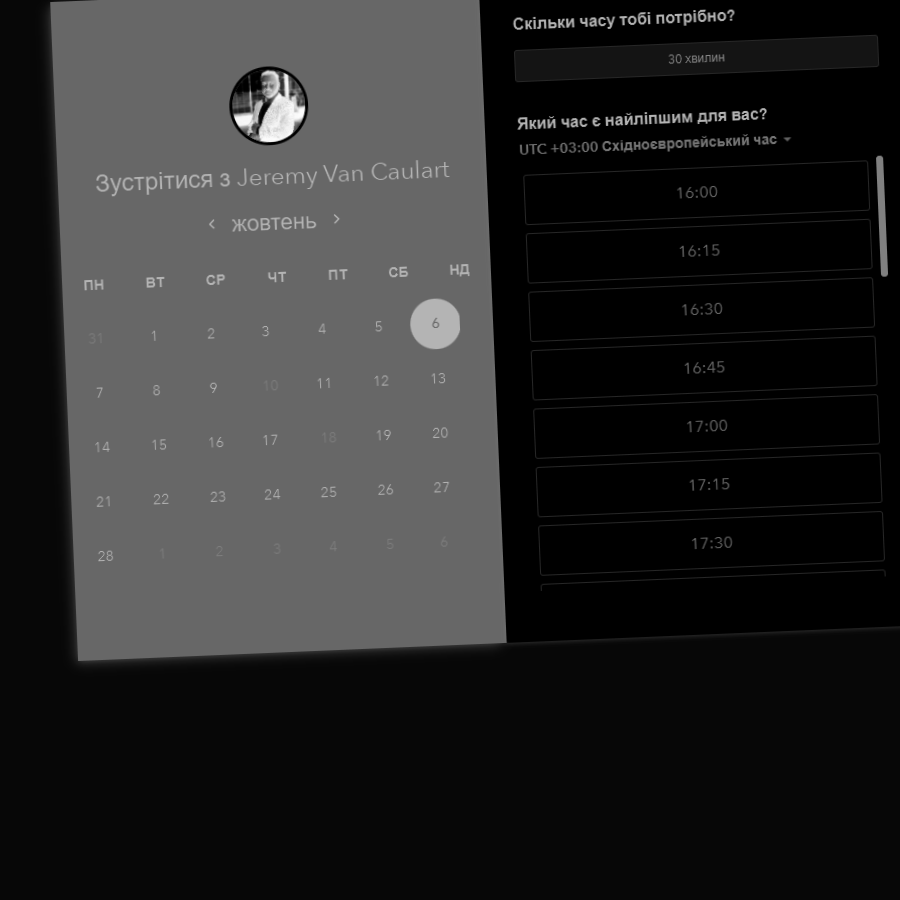 Зустрітися з Jeremy Van Caulart
жовтень
ПН ВТ СР ЧТ ПТ СБ НД
31 1 2 3 4 5 6
7 8 9 10 11 12 13
14 15 16 17 18 19 20
21 22 23 24 25 26 27
28 1 2 3 4 5 6
Скільки часу тобі потрібно?
30 хвилин
Який час є найліпшим для вас?
UTC +03:00 Східноєвропейський час
16:00
16:15
16:30
16:45
17:00
17:15
17:30